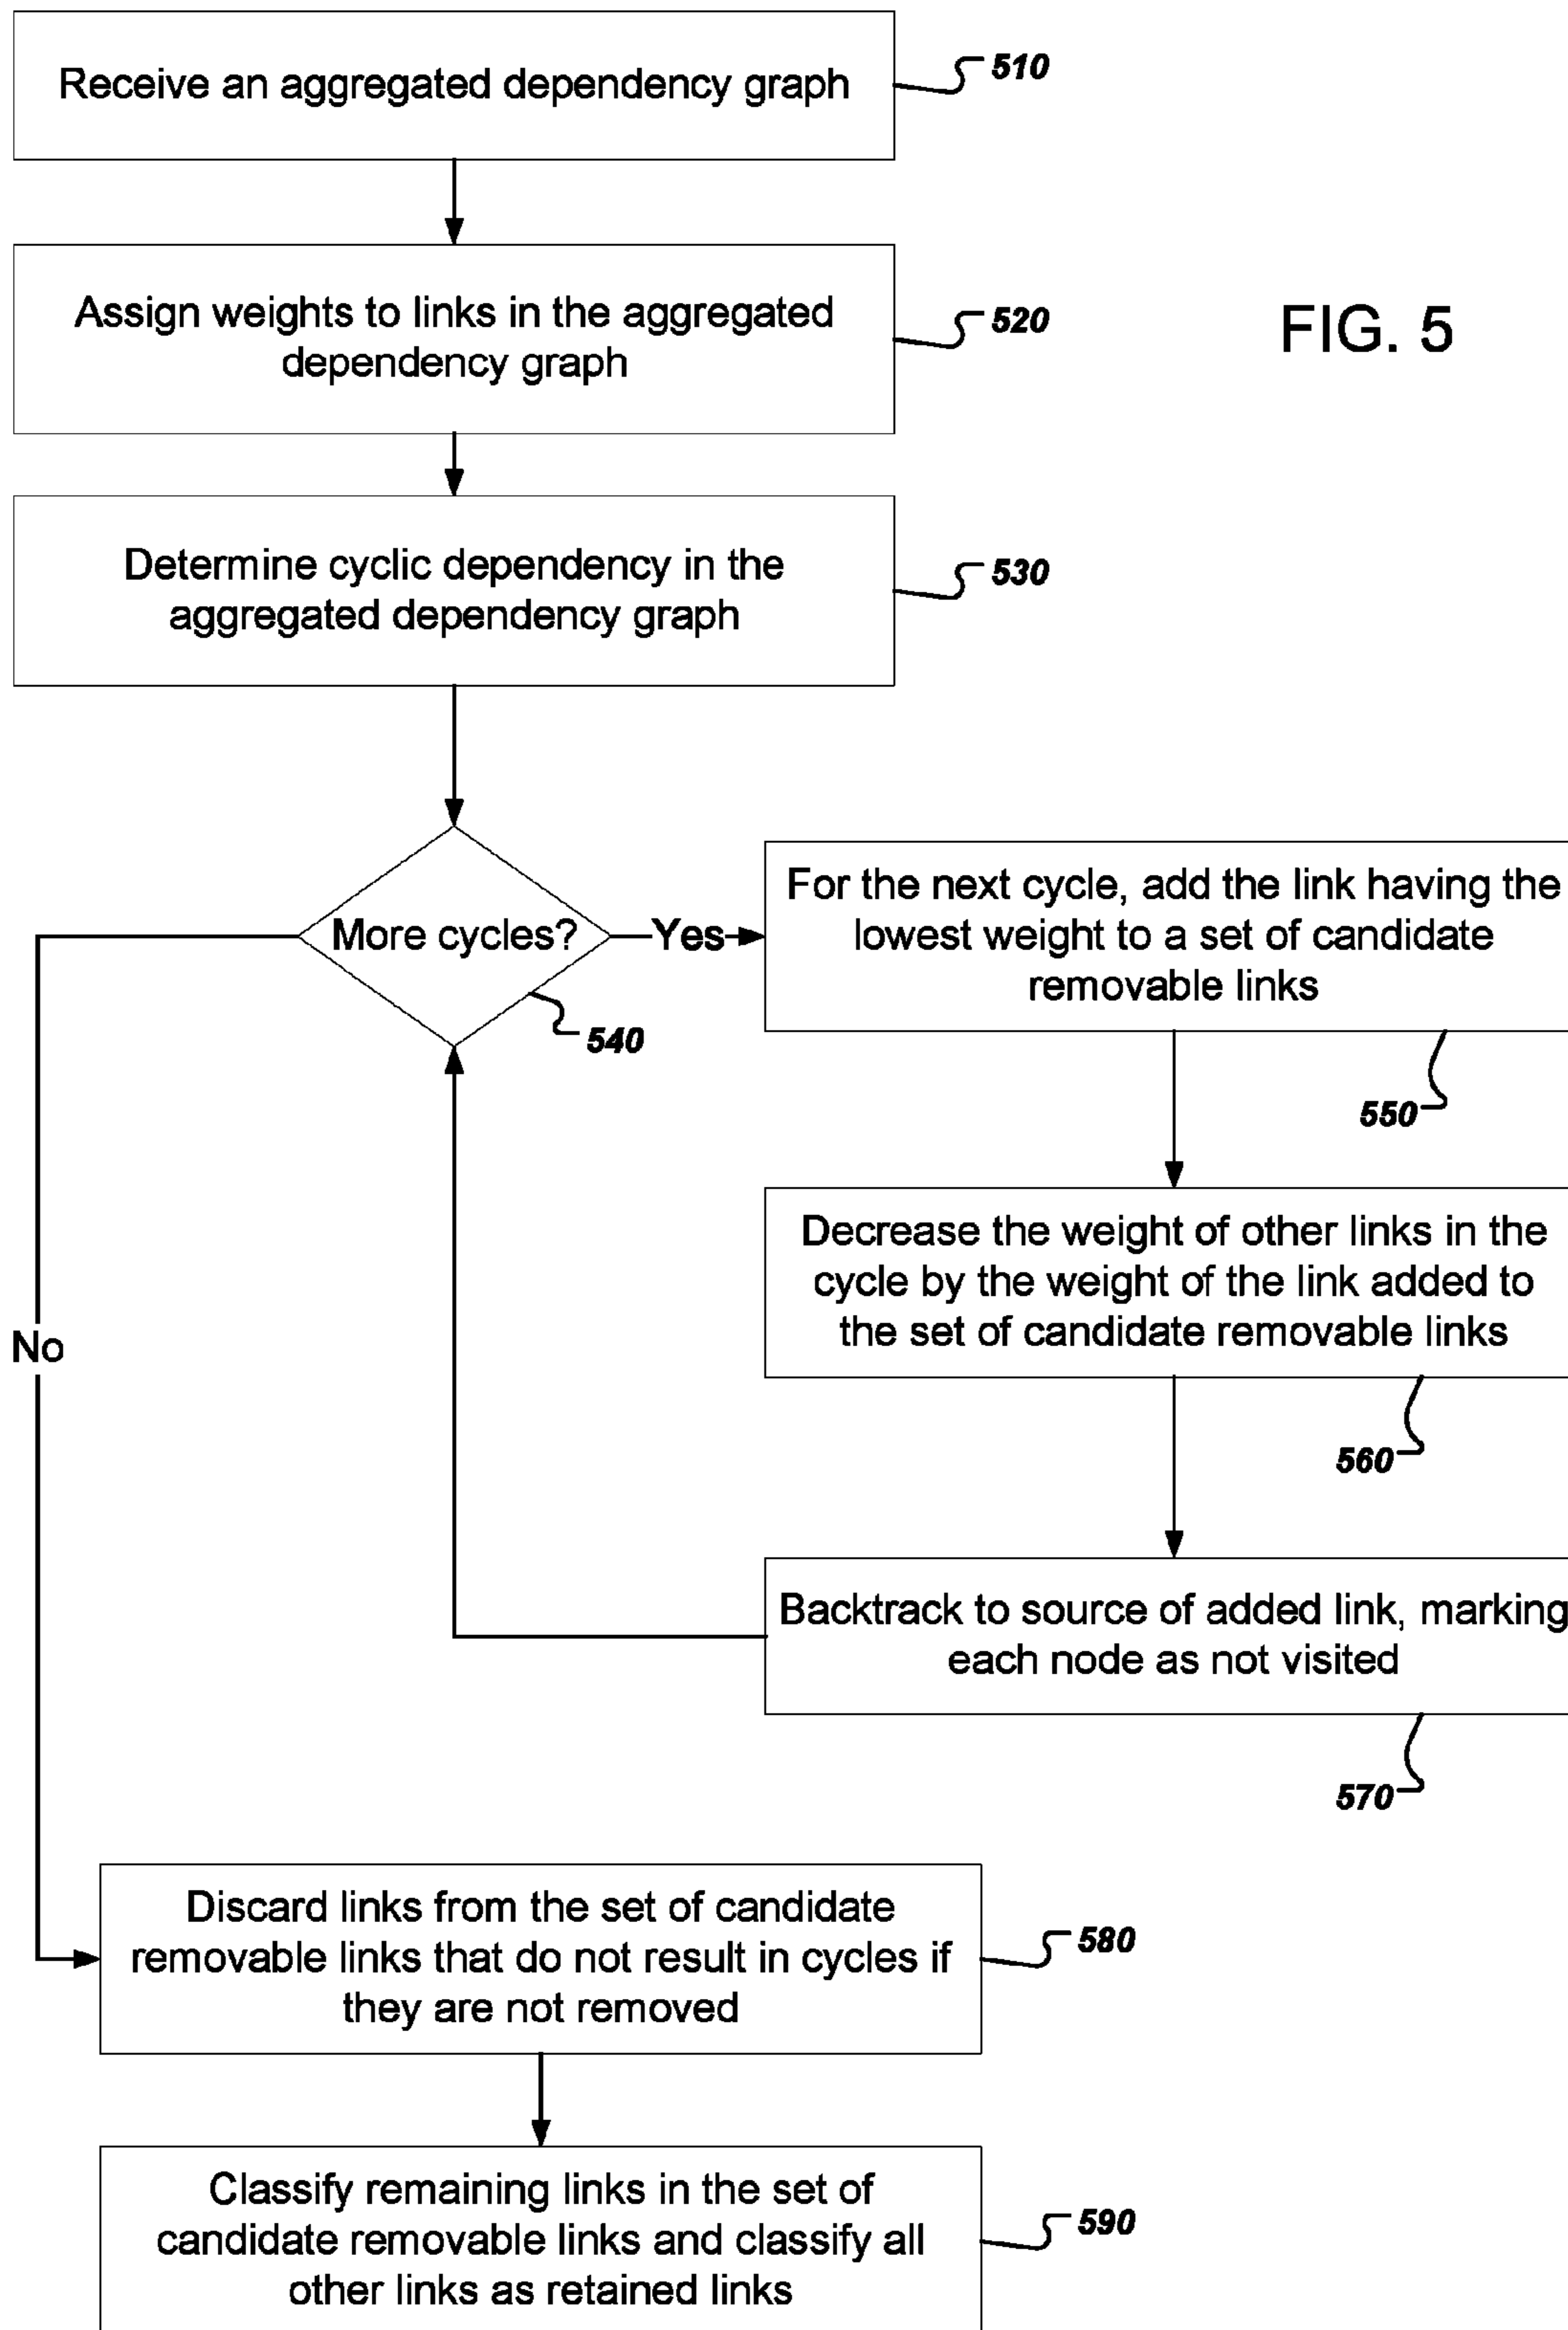 Receive an aggregated dependency graph
510
Assign weights to links in the aggregated
dependency graph
520
FIG. 5
Determine cyclic dependency in the
aggregated dependency graph
530
More cycles?
Yes
540
For the next cycle, add the link having the
lowest weight to a set of candidate
removable links
550
Decrease the weight of other links in the
cycle by the weight of the link added to
the set of candidate removable links
560
No
Backtrack to source of added link, marking
each node as not visited
570
Discard links from the set of candidate
removable links that do not result in cycles if
they are not removed
580
Classify remaining links in the set of
candidate removable links and classify all
other links as retained links
590